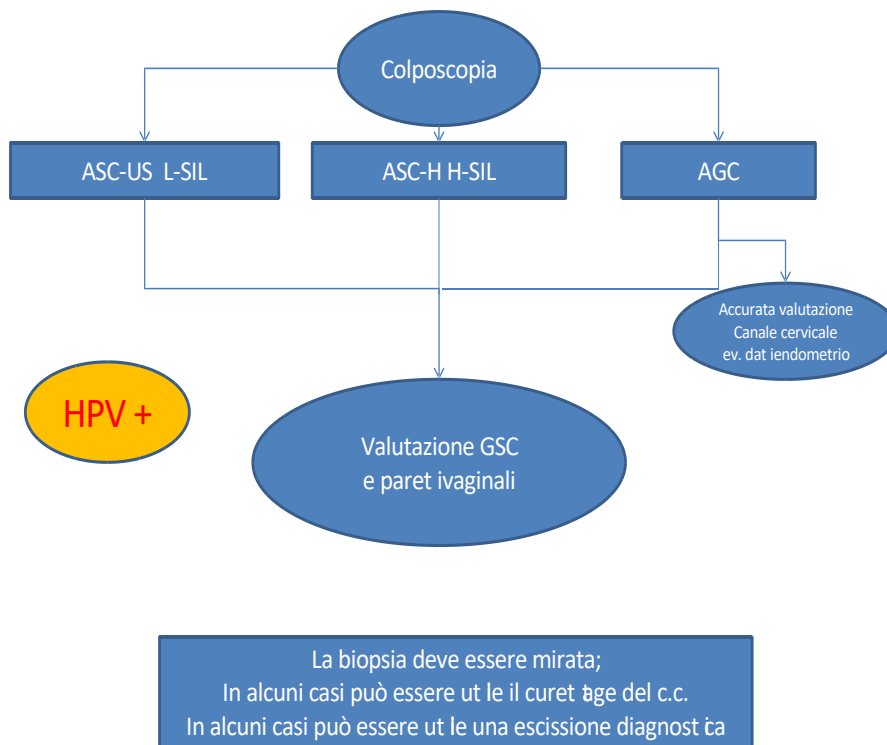 Colposcopia
ASC-US L-SIL
ASC-H H-SIL
AGC
Accurata valutazione
Canale cervicale
ev. dat iendometrio
HPV +
Valutazione GSC
e paret ivaginali
La biopsia deve essere mirata;
In alcuni casi può essere ut le il curet tage del c.c.
In alcuni casi può essere ut le una escissione diagnost ica